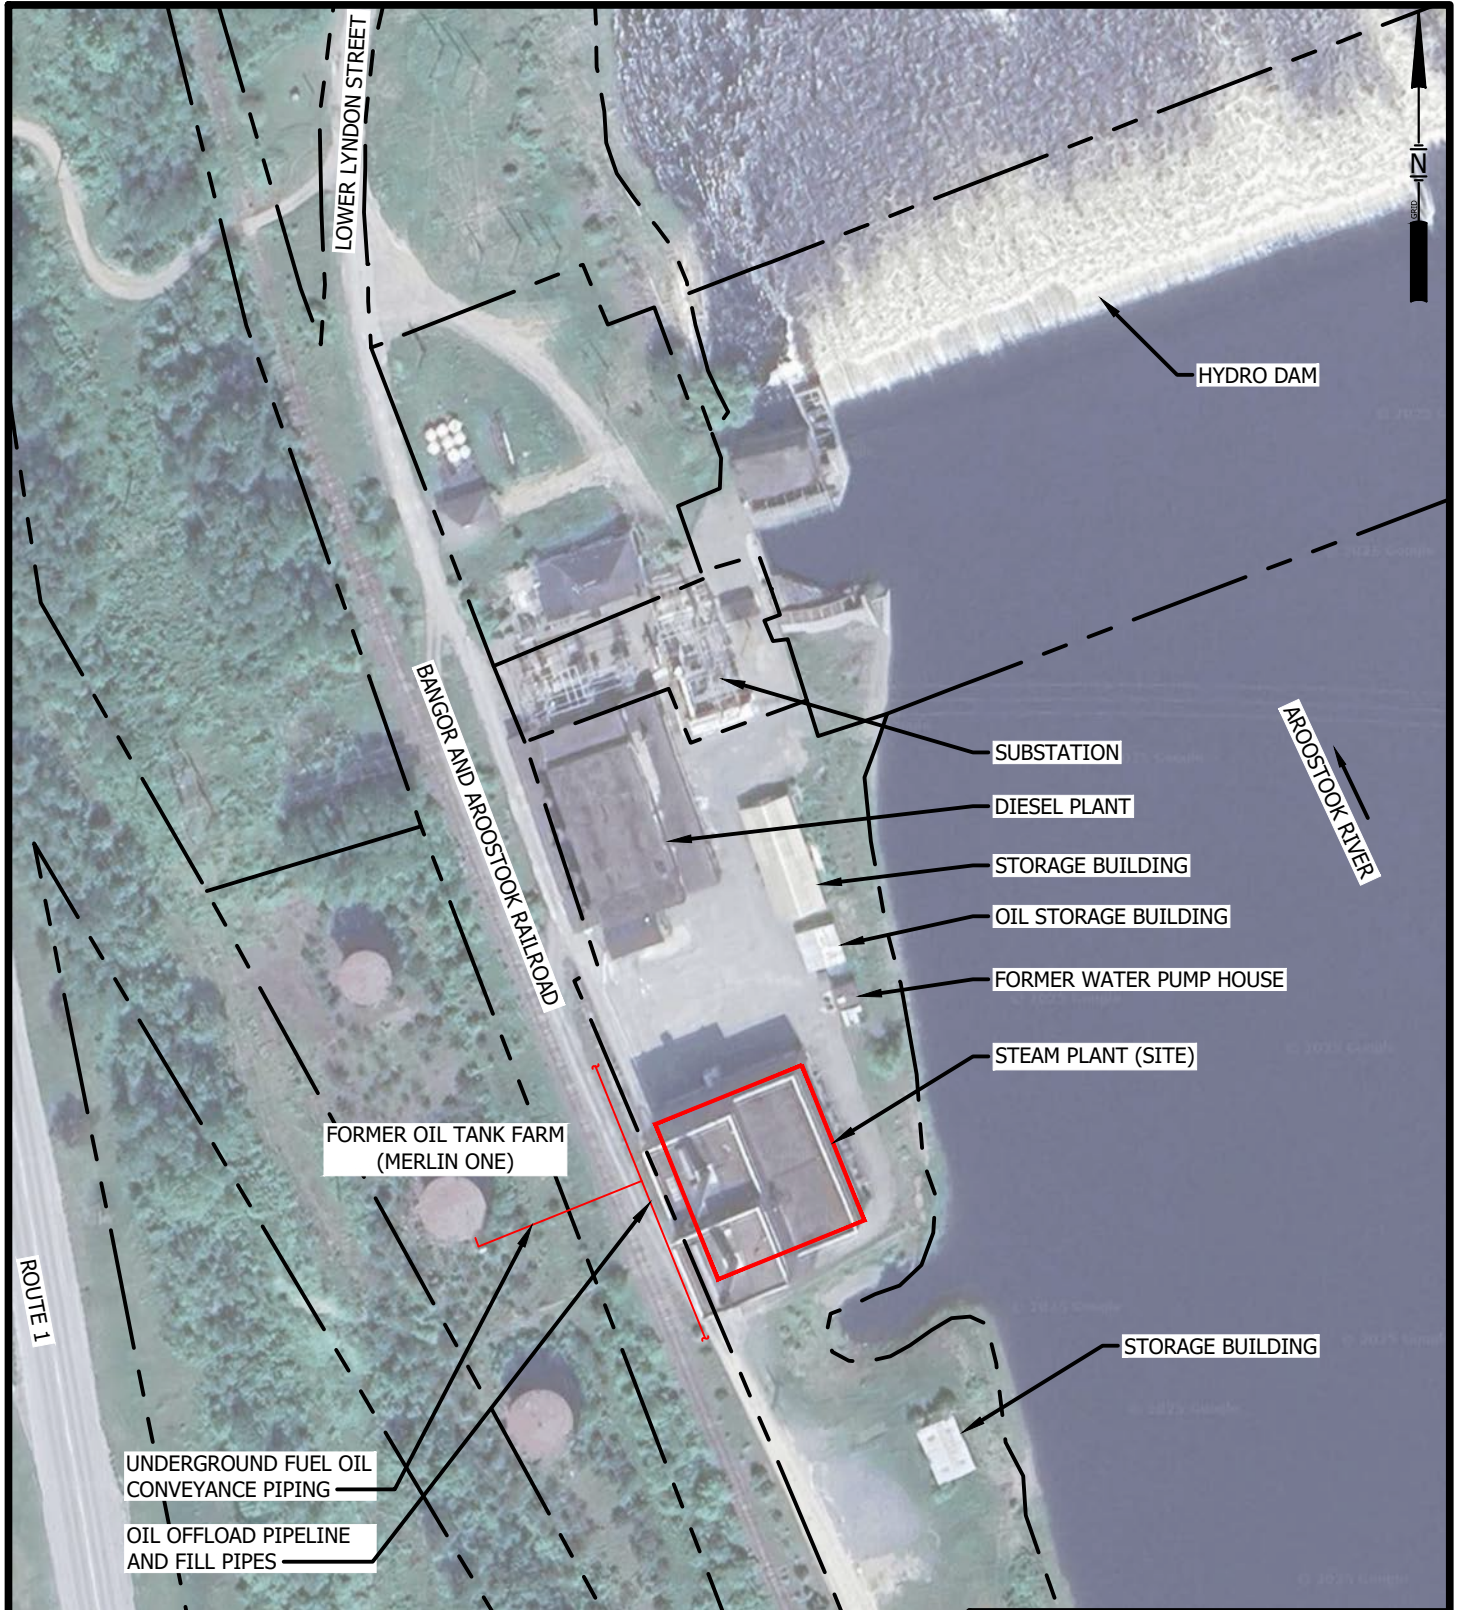 LOWER LYNDON STREET
N
GRID
HYDRO DAM
BANGOR AND AROOSTOOK RAILROAD
AROOSTOOK RIVER
SUBSTATION
DIESEL PLANT
STORAGE BUILDING
OIL STORAGE BUILDING
FORMER WATER PUMP HOUSE
STEAM PLANT (SITE)
FORMER OIL TANK FARM
(MERLIN ONE)
ROUTE 1
STORAGE BUILDING
UNDERGROUND FUEL OIL
CONVEYANCE PIPING
OIL OFFLOAD PIPELINE
AND FILL PIPES